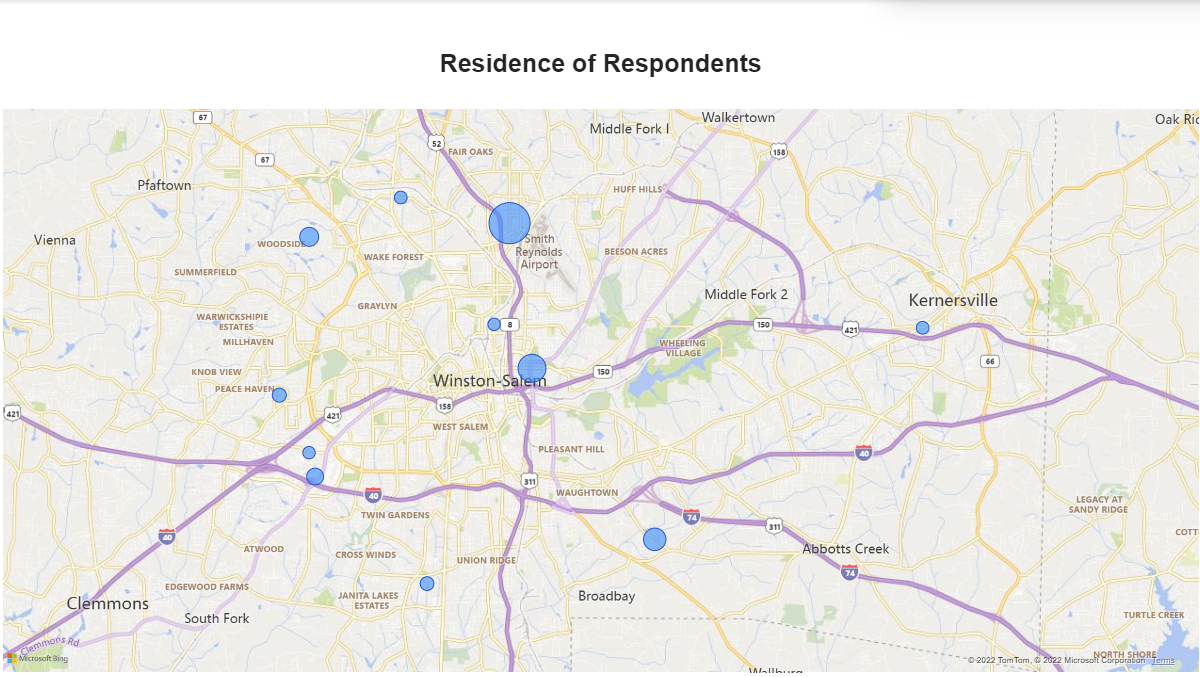 Residence of Respondents
67
Middle Fork I
Walkertown
Oak Ric
52
FAIR OAKS
158
67
Pfaftown
HUFF HILLS
Vienna
WOODSIDE
Smith
Reynolds
Airport
BEESON ACRES
WAKE FOREST
SUMMERFIELD
Middle Fork 2
Kernersville
GRAYLYN
WARWICKSHIPIE
ESTATES
8
150
421
MILLHAVEN
WHEELING
VILLAGE
66
KNOB VIEW
150
Winston-Salem
PEACE HAVEN
158
421
421
WEST SALEM
PLEASANT HILL
40
311
40
WAUGHTOWN
LEGACY AT
SANDY RIDGE
TWIN GARDENS
74
311
COTT
40
ATWOOD
CROSS WINDS
Abbotts Creek
UNION RIDGE
74
EDGEWOOD FARMS
JANITA LAKES
ESTATES
Broadbay
Clemmons
South Fork
TURTLE CREEK
Clemmons Rd
NORTH SHORE
Microsoft Bing
© 2022 TomTom, © 2022 Microsoft Corporation Terms
Wallburg